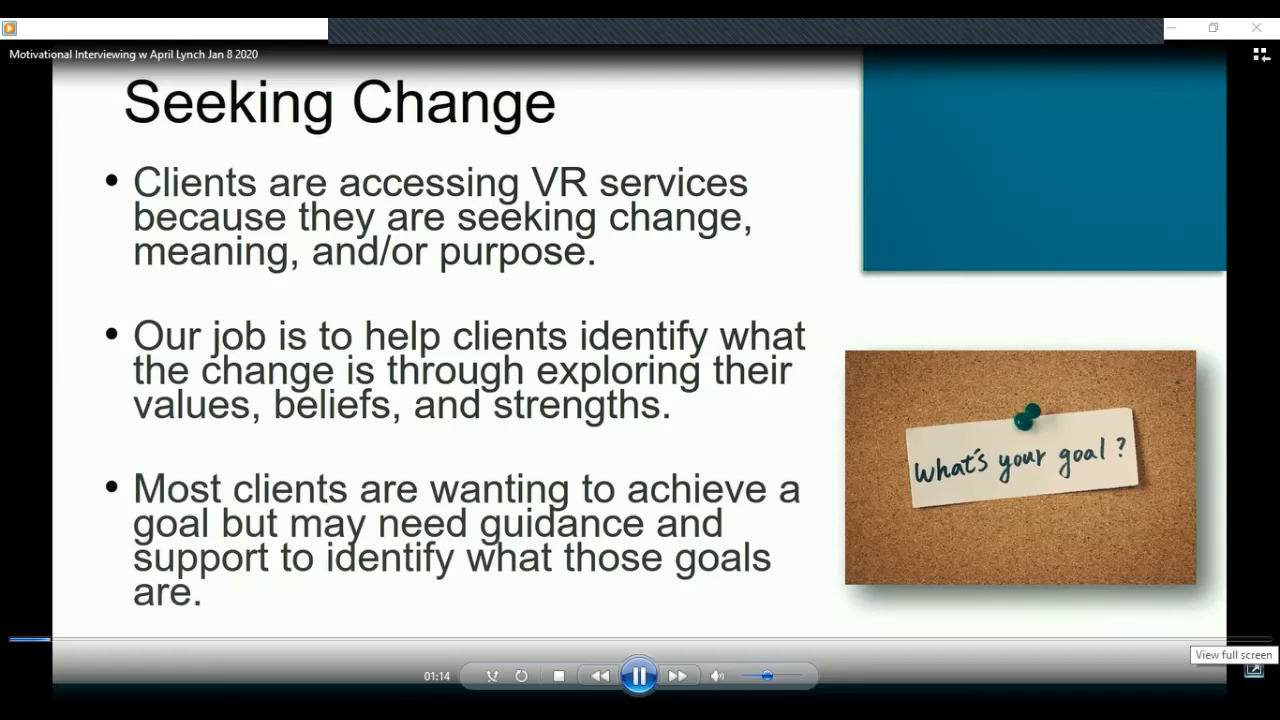 Motivational Interviewing w April Lynch Jan 8 2020
Seeking Change
• Clients are accessing VR services
because they are seeking change,
meaning, and/or purpose.
• Our job is to help clients identify what
the change is through exploring their
values, beliefs, and strengths.
• Most clients are wanting to achieve a
goal but may need guidance and
support to identify what those goals
are.
What's your goal?
View full screen
01:14